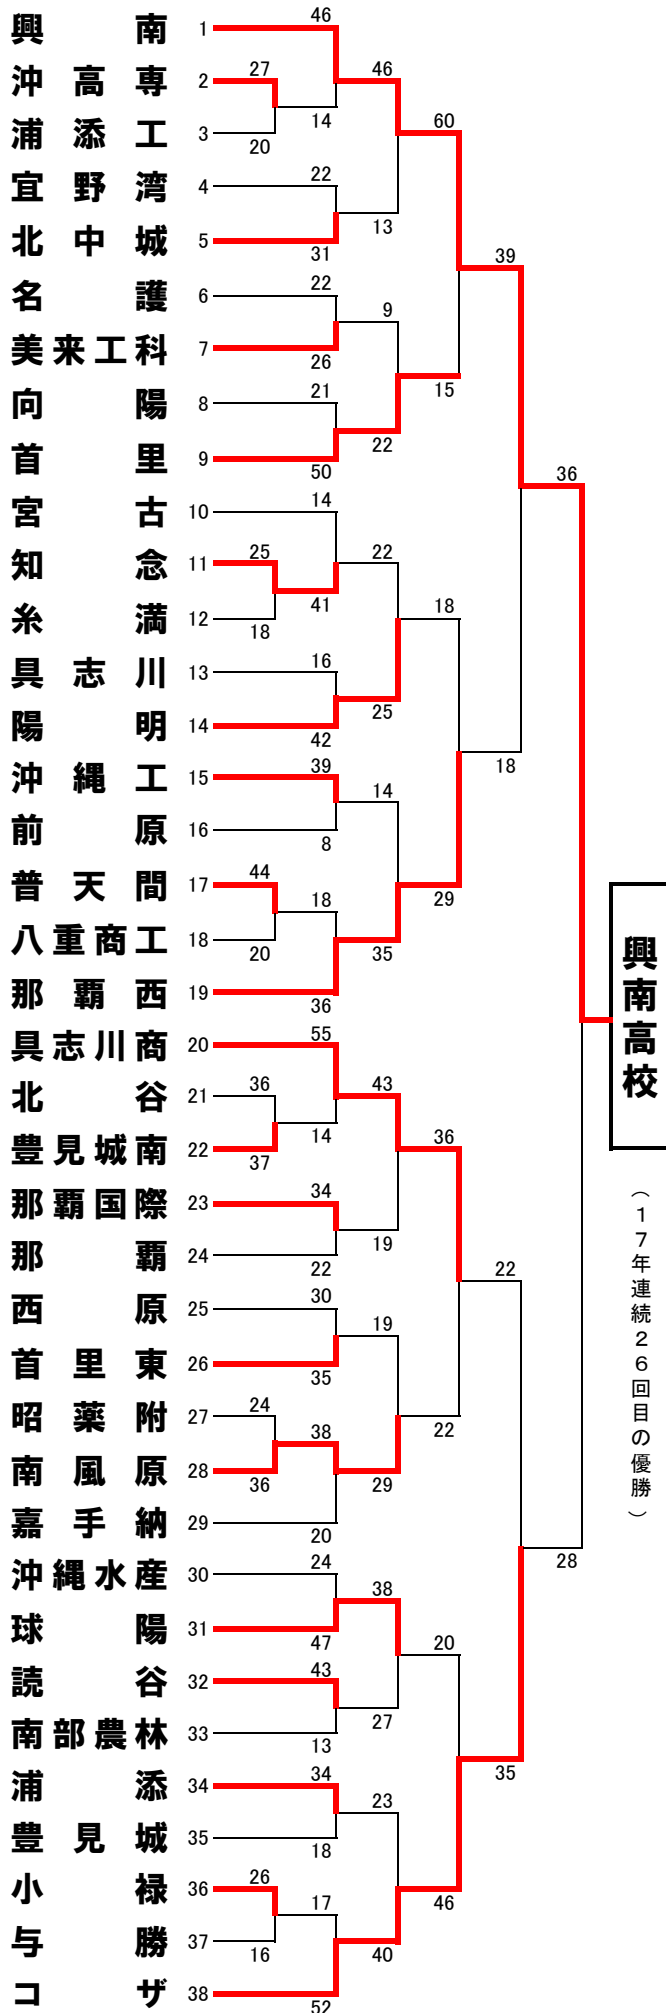 46
興南 1
46
27
沖高専 2
14
60
浦添工 3
20
宜野湾 4
22
13
北中城 5
31
39
名護 6
22
9
美来工科 7
26
15
向陽 8
21
22
首里 9
50
36
宮古 10
14
知念 11
25
22
41
18
糸満 12
18
具志川 13
16
25
陽明 14
42
18
沖縄工 15
39
14
前原 16
8
普天間 17
44
18
29
八重商工 18
20
35
那覇西 19
36
具志川商 20
55
43
北谷 21
36
14
36
豊見城南 22
37
那覇国際 23
34
19
那覇 24
22
22
西原 25
30
19
首里東 26
35
22
昭薬附 27
24
38
南風原 28
36
29
嘉手納 29
20
28
沖縄水産 30
24
38
球陽 31
47
20
読谷 32
43
27
南部農林 33
13
35
浦添 34
34
23
豊見城 35
18
小禄 36
26
17
46
与勝 37
16
40
コザ 38
52
興南高校
（17年連続26回目の優勝）